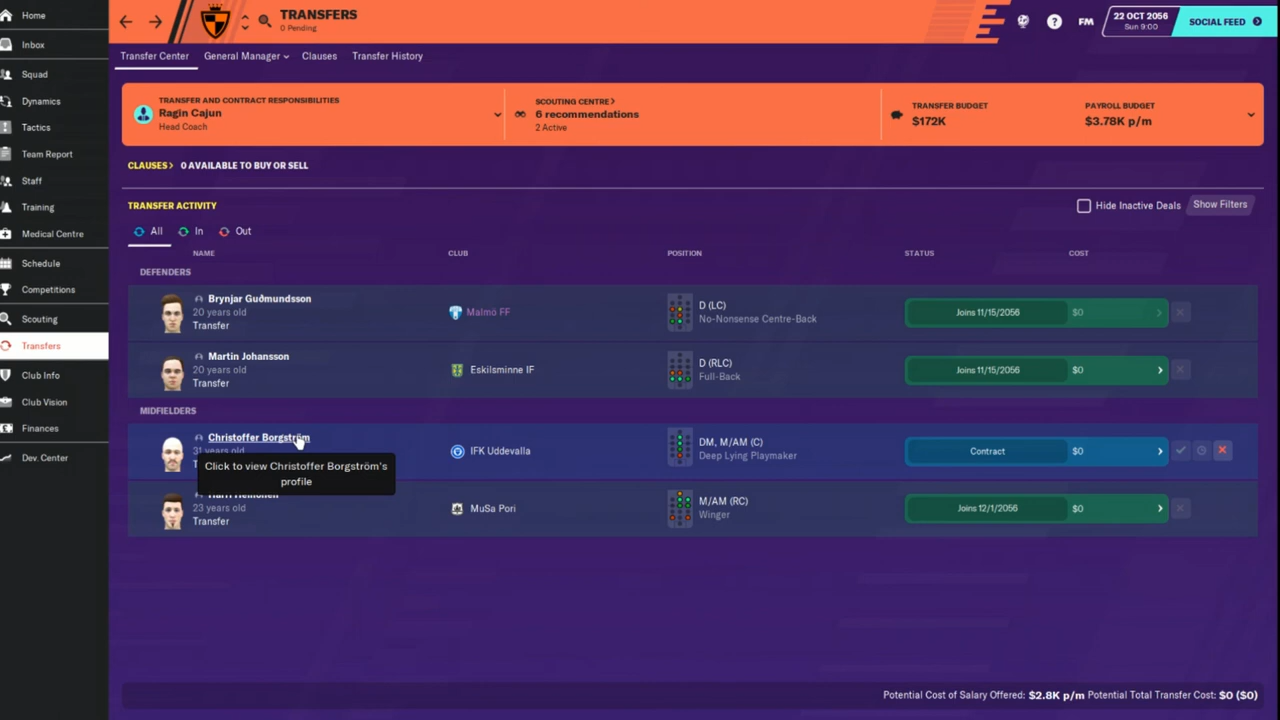 Home
Inbox
Squad
Dynamics
Tactics
Team Report
Staff
Training
Medical Centre
Schedule
Competitions
Scouting
Transfers
Club Info
Club Vision
Finances
Dev. Center
TRANSFERS
0 Pending
?
FM
22 OCT 2056
Sun 9:00
SOCIAL FEED
Transfer Center
General Manager
Clauses
Transfer History
TRANSFER AND CONTRACT RESPONSIBILITIES
Ragin Cajun
Head Coach
SCOUTING CENTRE>
6 recommendations
2 Active
TRANSFER BUDGET
$172K
PAYROLL BUDGET
$3.78K p/m
CLAUSES> 0 AVAILABLE TO BUY OR SELL
TRANSFER ACTIVITY
Hide Inactive Deals
Show Filters
All
In
Out
NAME CLUB POSITION STATUS COST
DEFENDERS
Brynjar Guðmundsson
20 years old
Transfer
Malmö FF
D (LC)
No-Nonsense Centre-Back
Joins 11/15/2056
$0
Martin Johansson
20 years old
Transfer
Eskilsminne IF
D (RLC)
Full-Back
Joins 11/15/2056
$0
MIDFIELDERS
Christoffer Borgström
31 years old
Click to view Christoffer Borgström's
profile
IFK Uddevalla
DM, M/AM (C)
Deep Lying Playmaker
Contract
$0
23 years old
Transfer
MuSa Pori
M/AM (RC)
Winger
Joins 12/1/2056
$0
Potential Cost of Salary Offered: $2.8K p/m Potential Total Transfer Cost: $0 ($0)